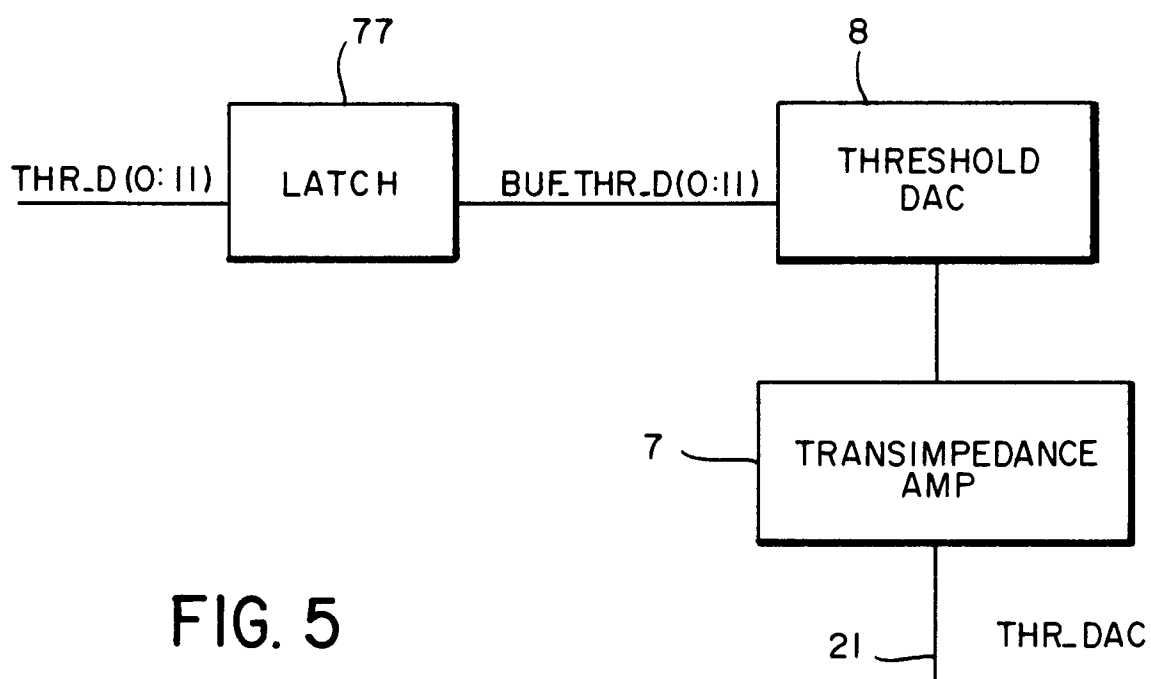 77
8
THR_D(0:11)
LATCH
BUF_THR_D(0:11)
THRESHOLD
DAC
7
TRANSIMPEDANCE
AMP
FIG. 5
21
THR_DAC